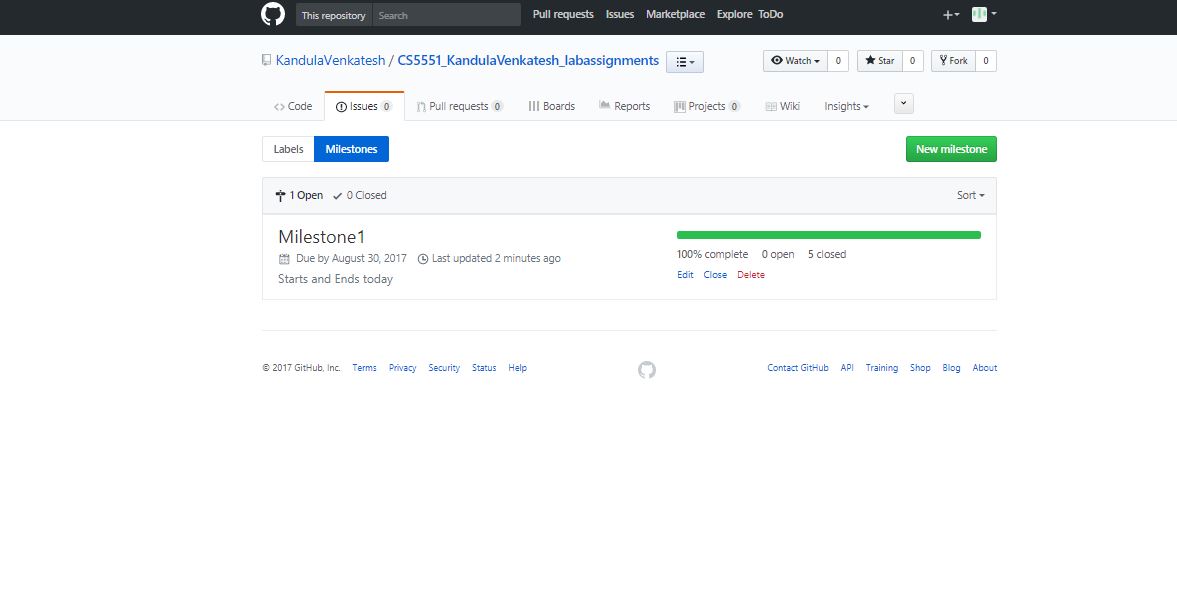 This repository Search Pull requests Issues Marketplace Explore ToDo
KandulaVenkatesh / CS5551_KandulaVenkatesh_labassignments Watch 0 Star 0 Fork 0
Code Issues 0 Pull requests 0 Boards Reports Projects 0 Wiki Insights
Labels Milestones New milestone
1 Open 0 Closed Sort
Milestone1
Due by August 30, 2017 Last updated 2 minutes ago
Starts and Ends today
100% complete 0 open 5 closed
Edit Close Delete
© 2017 GitHub, Inc. Terms Privacy Security Status Help Contact GitHub API Training Shop Blog About